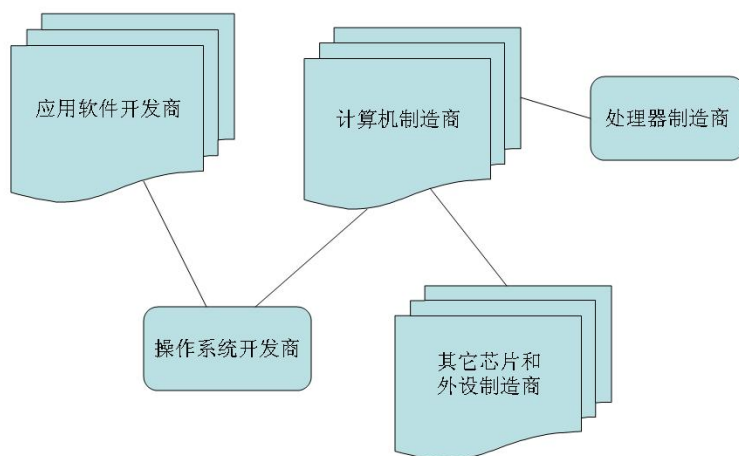 应用软件开发商
计算机制造商
处理器制造商
操作系统开发商
其它芯片和
外设制造商